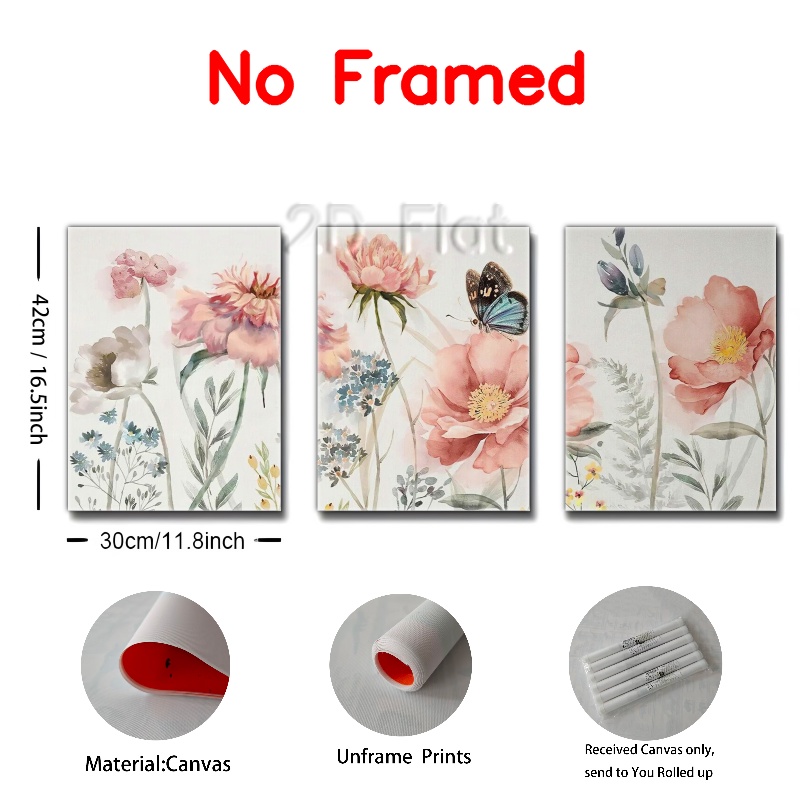 No Framed
2D Flat
42cm / 16.5inch
30cm/11.8inch
Material:Canvas
Unframe Prints
Received Canvas only,
send to You Rolled up